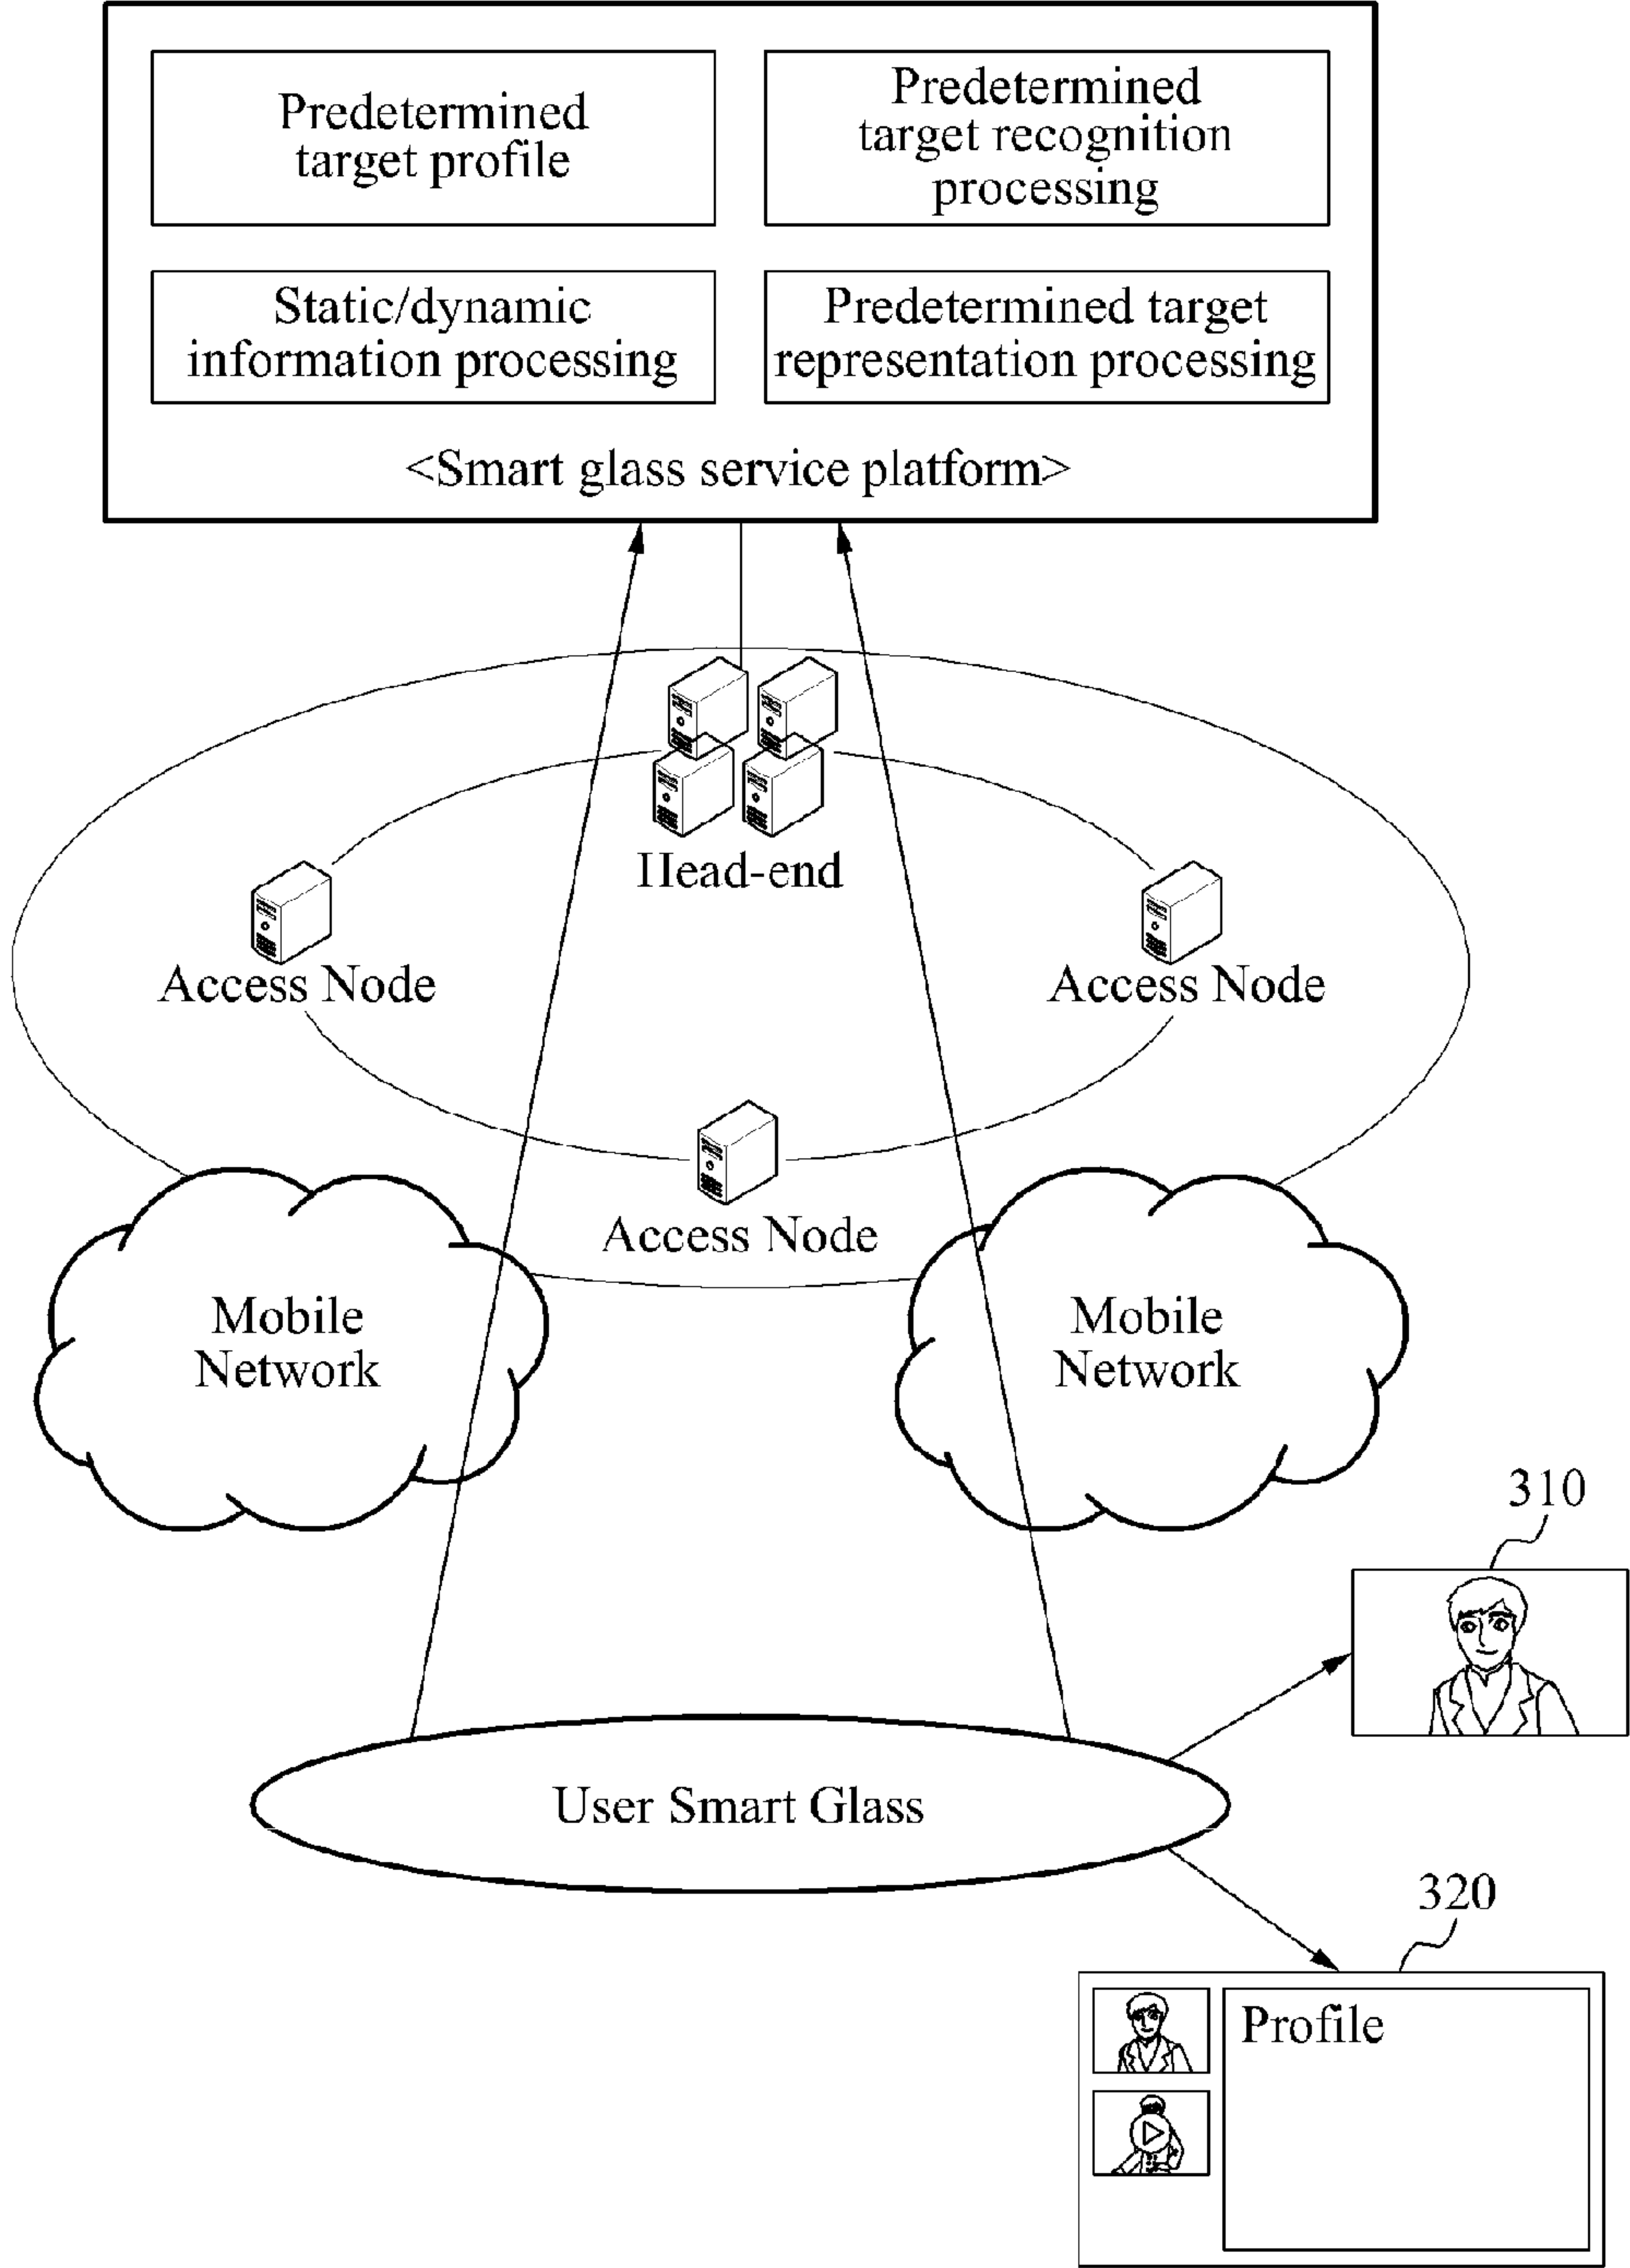 Predetermined
target profile
Predetermined
target recognition
processing
Static/dynamic
information processing
Predetermined target
representation processing
<Smart glass service platform>
Head-end
Access Node
Access Node
Access Node
Mobile
Network
Mobile
Network
310
User Smart Glass
320
Profile